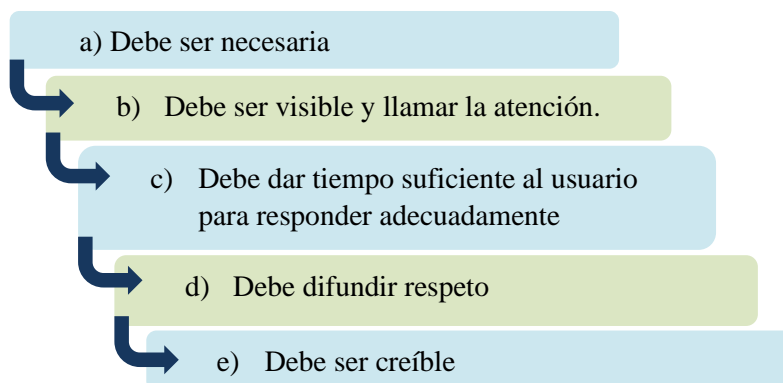 a) Debe ser necesaria
b) Debe ser visible y llamar la atención.
c) Debe dar tiempo suficiente al usuario
para responder adecuadamente
d) Debe difundir respeto
e) Debe ser creíble